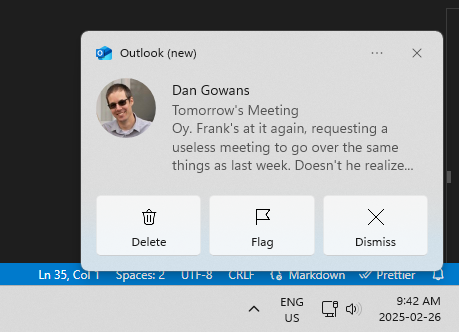 Outlook (new)
Dan Gowans
Tomorrow's Meeting
Oy. Frank's at it again, requesting a
useless meeting to go over the same
things as last week. Doesn't he realize...
Delete
Flag
Dismiss
Ln 35, Col 1
Spaces: 2
UTF-8
CRLF
Markdown
Prettier
ENG
US
9:42 AM
2025-02-26